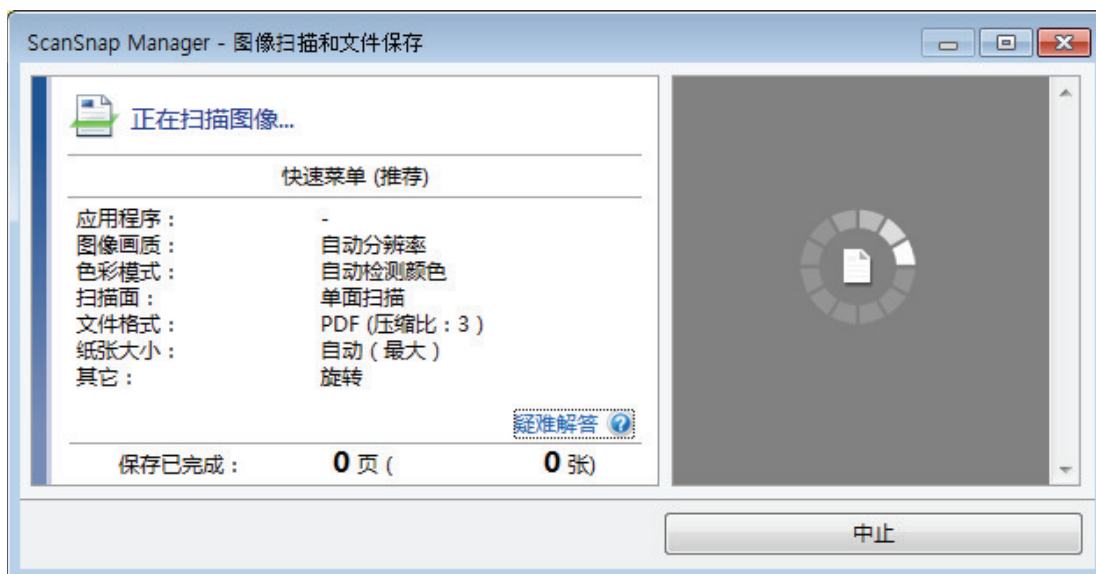 ScanSnap Manager - 图像扫描和文件保存
正在扫描图像...
快速菜单 (推荐)
应用程序： -
图像画质： 自动分辨率
色彩模式： 自动检测颜色
扫描面： 单面扫描
文件格式： PDF (压缩比：3 )
纸张大小： 自动 ( 最大 )
其它： 旋转
疑难解答
保存已完成： 0 页 ( 0 张)
中止